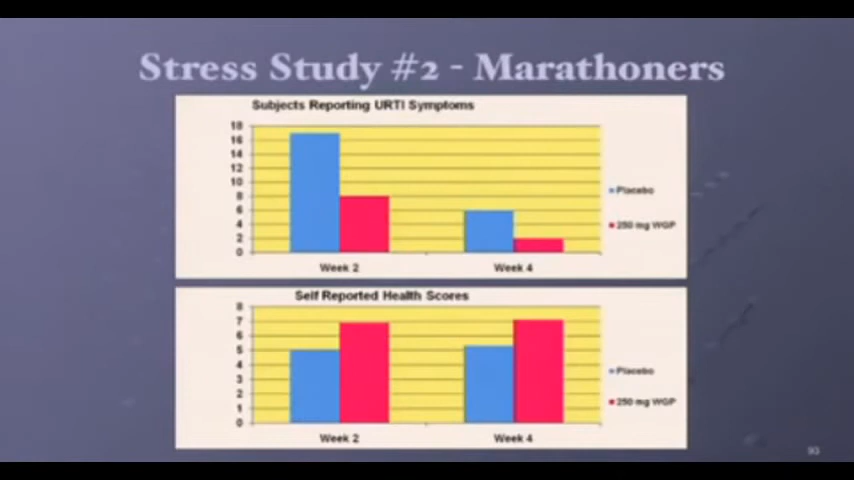 Stress Study #2 - Marathoners
Subjects Reporting URTI Symptoms
18
16
14
12
10
8
6
4
2
0
Week 2
Week 4
Placebo
250 mg WGP
Self Reported Health Scores
8
7
6
5
4
3
2
1
0
Week 2
Week 4
Placebo
250 mg WGP
93